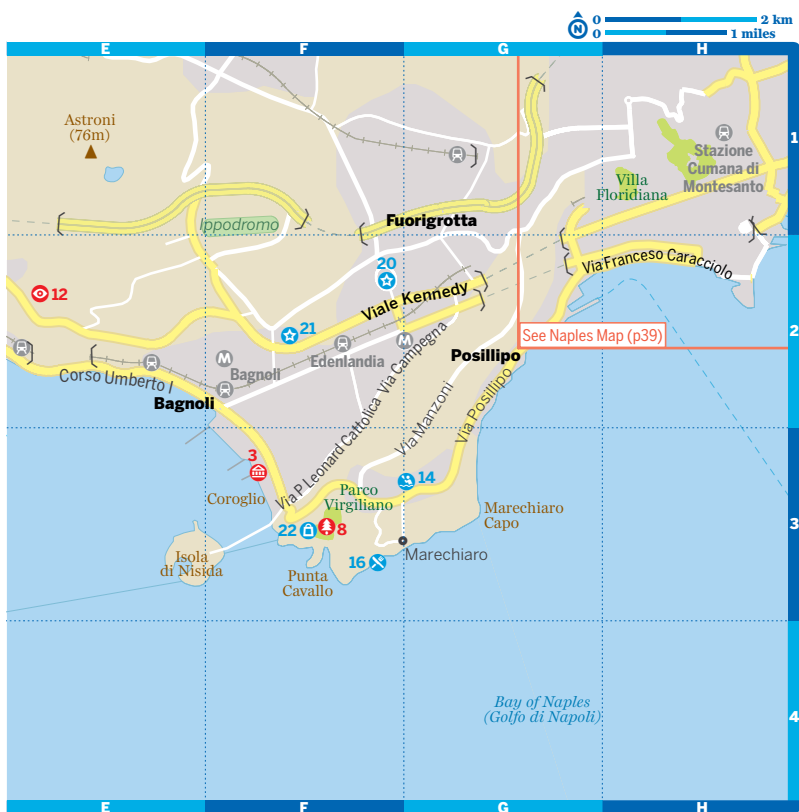 0
2 km
N
0
1 miles
E
F
G
H
Astroni
(76m)
1
Stazione
Cumana di
Montesanto
Villa
Floridiana
Ippodromo
Fuorigrotta
20
Via Franceso Caracciolo
12
Viale Kennedy
21
2
See Naples Map (p39)
M
M
Edenlandia
Posillipo
Bagnoli
Corso Umberto I
Bagnoli
Via P Leonard Cattolica
Via Campegna
Via Manzoni
Via Posillipo
3
14
Coroglio
Parco
Virgiliano
Marechiaro
Capo
3
22
8
Isola
di Nisida
16
Marechiaro
Punta
Cavallo
Bay of Naples
(Golfo di Napoli)
4
E
F
G
H